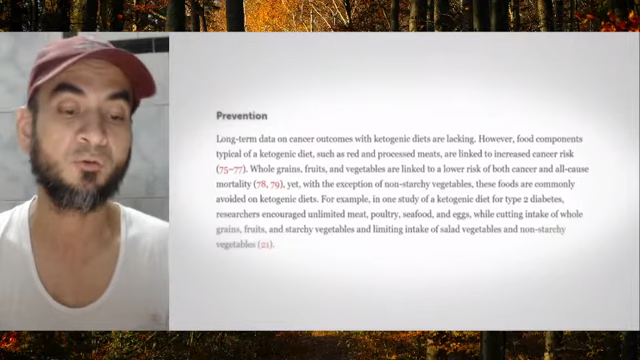 Prevention
Long-term data on cancer outcomes with ketogenic diets are lacking. However, food components
typical of a ketogenic diet, such as red and processed meats, are linked to increased cancer risk
(75–77). Whole grains, fruits, and vegetables are linked to a lower risk of both cancer and all-cause
mortality (78, 79), yet, with the exception of non-starchy vegetables, these foods are commonly
avoided on ketogenic diets. For example, in one study of a ketogenic diet for type 2 diabetes,
researchers encouraged unlimited meat, poultry, seafood, and eggs, while cutting intake of whole
grains, fruits, and starchy vegetables and limiting intake of salad vegetables and non-starchy
vegetables (21).